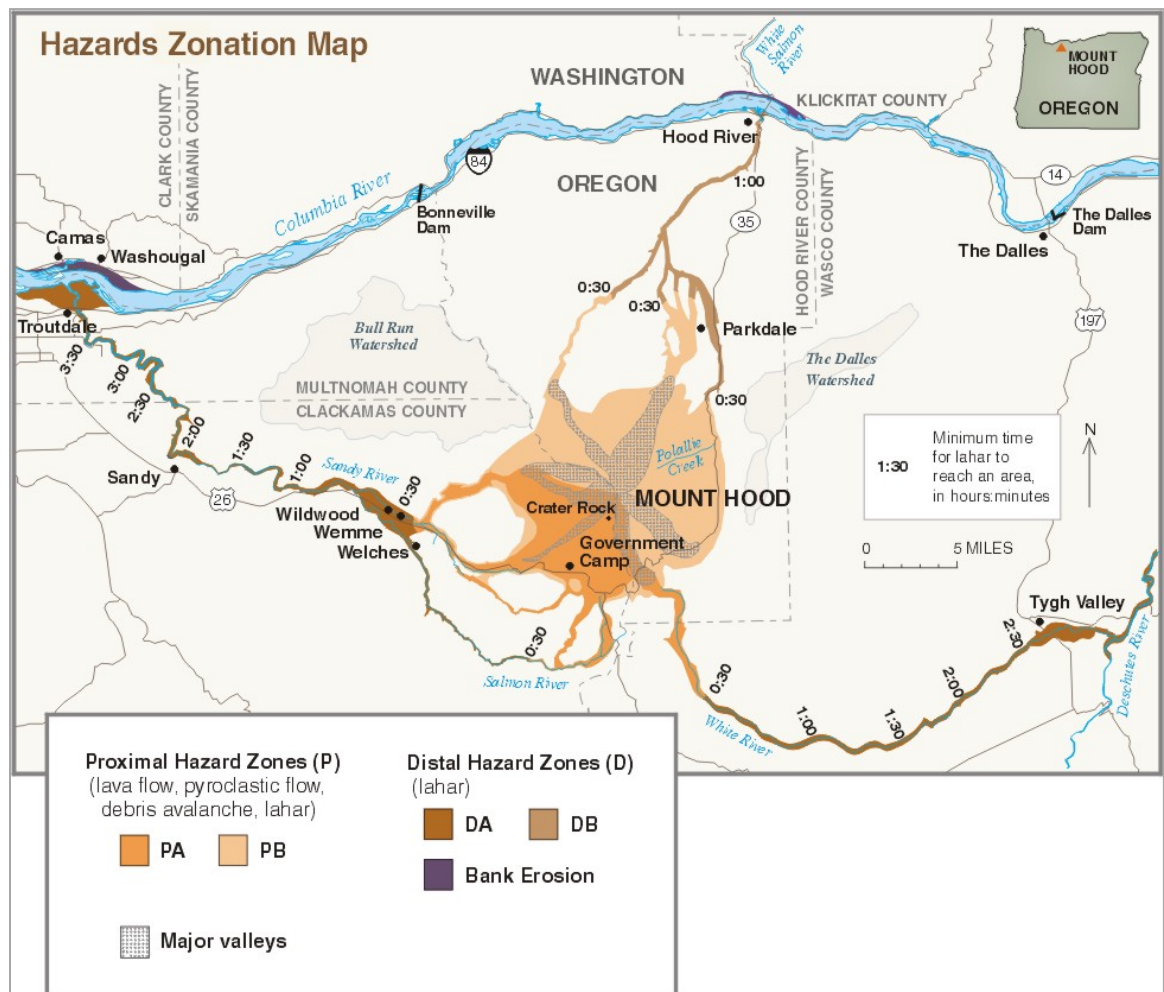 Hazards Zonation Map
White
Salmon
River
MOUNT
HOOD
OREGON
WASHINGTON
KLICKITAT COUNTY
CLARK COUNTY
SKAMANIA COUNTY
Hood River
84
OREGON
Columbia River
1:00
14
Bonneville
Dam
35
HOOD RIVER COUNTY
WASCO COUNTY
The Dalles
Dam
The Dalles
Camas
Washougal
0:30
0:30
Troutdale
Bull Run
Watershed
Parkdale
197
The Dalles
Watershed
3:30
3:00
2:30
2:00
MULTNOMAH COUNTY
CLACKAMAS COUNTY
0:30
1:30
Minimum time
for lahar to
reach an area,
in hours:minutes
N
1:30
1:00
Sandy River
Polallie
Creek
Sandy
26
0:30
MOUNT HOOD
Wildwood
Wemme
Welches
Crater Rock
Government
Camp
0 5 MILES
Tygh Valley
0:30
Salmon River
2:30
Deschutes River
0:30
White River
1:00
1:30
2:00
Proximal Hazard Zones (P)
(lava flow, pyroclastic flow,
debris avalanche, lahar)
PA PB
Distal Hazard Zones (D)
(lahar)
DA DB
Bank Erosion
Major valleys